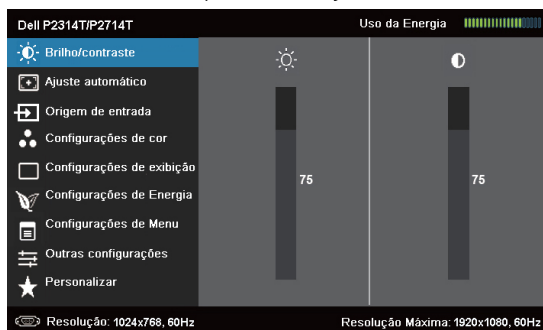 Dell P2314T/P2714T
Uso da Energia
Brilho/contraste
Ajuste automático
Origem de entrada
Configurações de cor
Configurações de exibição
Configurações de Energia
Configurações de Menu
Outras configurações
Personalizar
75
75
Resolução: 1024x768, 60Hz
Resolução Máxima: 1920x1080, 60Hz